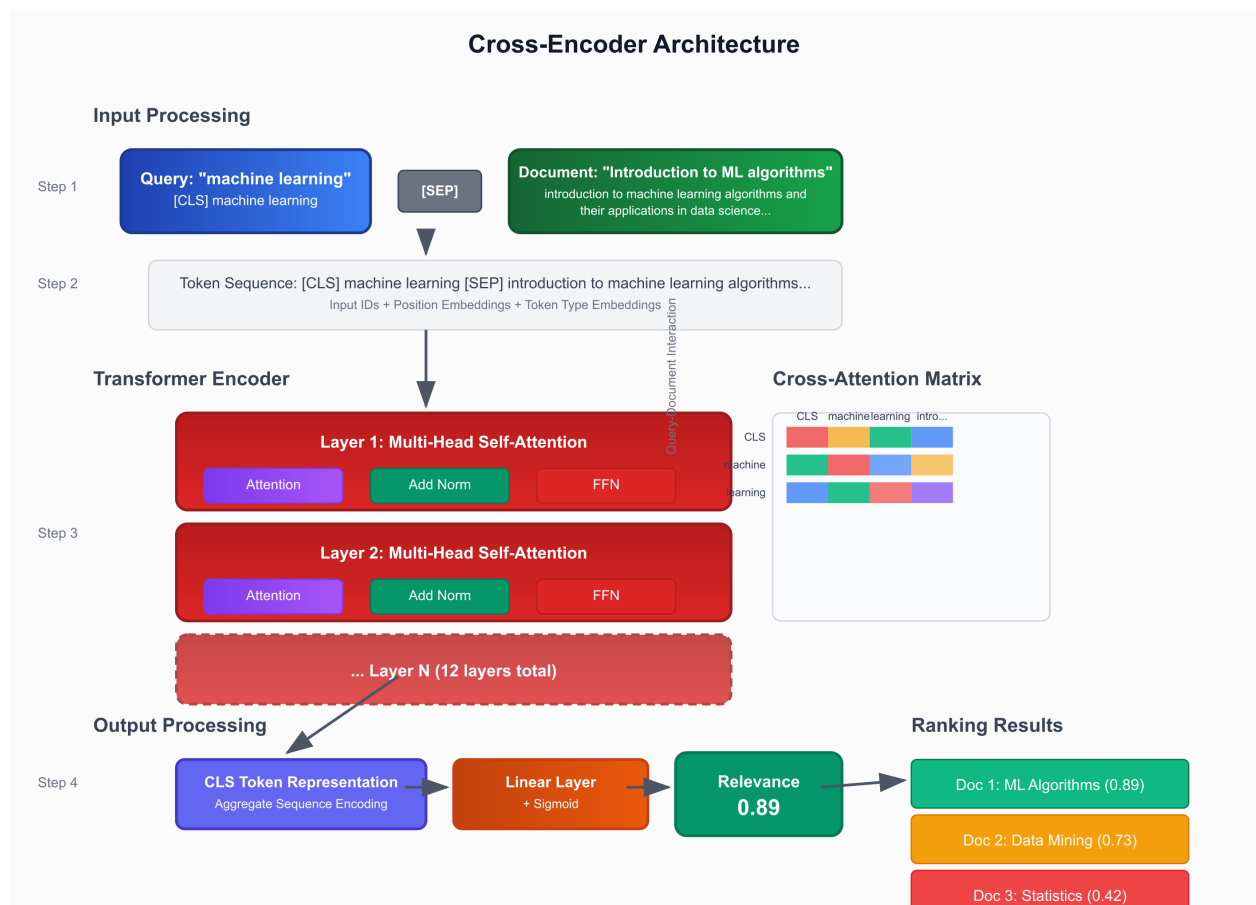 Cross-Encoder Architecture
Input Processing
Step 1
Query: "machine learning"
[CLS] machine learning
[SEP]
Document: "Introduction to ML algorithms"
introduction to machine learning algorithms and
their applications in data science...
Step 2
Token Sequence: [CLS] machine learning [SEP] introduction to machine learning algorithms...
Input IDs + Position Embeddings + Token Type Embeddings
Query-Document Interaction
Transformer Encoder
Step 3
Layer 1: Multi-Head Self-Attention
Attention
Add Norm
FFN
Layer 2: Multi-Head Self-Attention
Attention
Add Norm
FFN
... Layer N (12 layers total)
Cross-Attention Matrix
CLS machine learning intro...
CLS
machine
learning
Output Processing
Step 4
CLS Token Representation
Aggregate Sequence Encoding
Linear Layer
+ Sigmoid
Relevance
0.89
Ranking Results
Doc 1: ML Algorithms (0.89)
Doc 2: Data Mining (0.73)
Doc 3: Statistics (0.42)